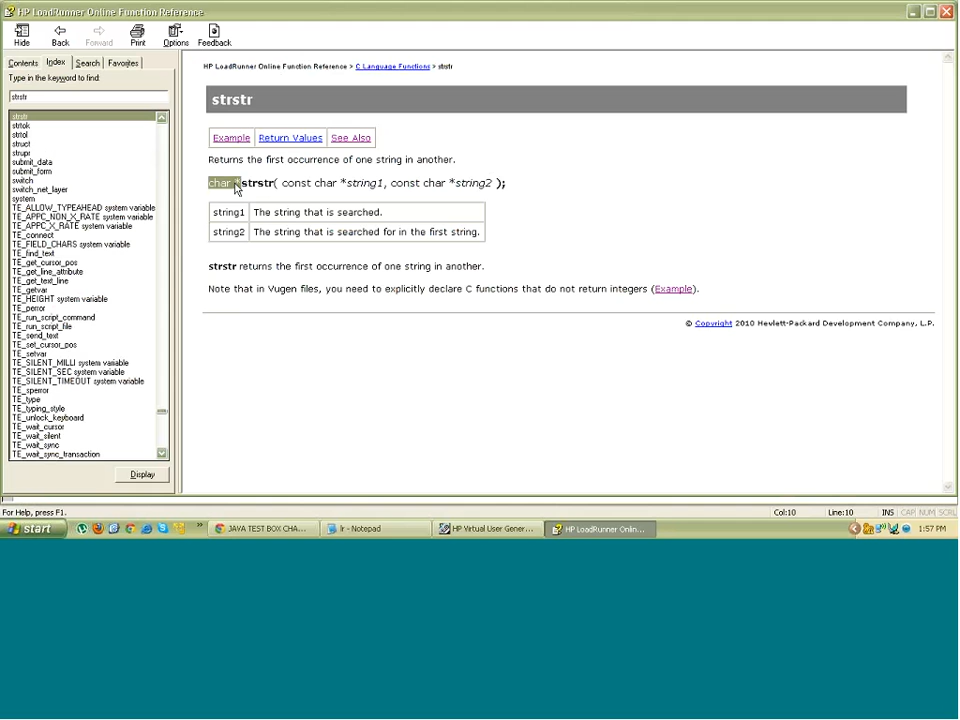 HP LoadRunner Online Function Reference
Hide Back Forward Print Options Feedback
Contents Index Search Favorites
Type in the keyword to find:
strstr
strstr
strtok
strtol
struct
strupr
submit_data
submit_form
switch
switch_net_layer
system
TE_ALLOW_TYPEAHEAD system variable
TE_APPC_NON_X_RATE system variable
TE_APPC_X_RATE system variable
TE_connect
TE_FIELD_CHARS system variable
TE_find_text
TE_get_cursor_pos
TE_get_line_attribute
TE_get_text_line
TE_getvar
TE_HEIGHT system variable
TE_perror
TE_run_script_command
TE_run_script_file
TE_send_text
TE_set_cursor_pos
TE_setvar
TE_SILENT_MILLI system variable
TE_SILENT_SEC system variable
TE_SILENT_TIMEOUT system variable
TE_sperror
TE_type
TE_typing_style
TE_unlock_keyboard
TE_wait_cursor
TE_wait_silent
TE_wait_sync
TE_wait_sync_transaction
Display
HP LoadRunner Online Function Reference > C Language Functions > strstr
strstr
Example Return Values See Also
Returns the first occurrence of one string in another.
char *strstr( const char *string1, const char *string2 );
string1 The string that is searched.
string2 The string that is searched for in the first string.
strstr returns the first occurrence of one string in another.
Note that in Vugen files, you need to explicitly declare C functions that do not return integers (Example).
© Copyright 2010 Hewlett-Packard Development Company, L.P.
For Help, press F1. Col:10 Line:10 INS CAP NUM SCRL
start » JAVA TEST BOX CHA... lr - Notepad HP Virtual User Gener... HP LoadRunner Onlin... 1:57 PM